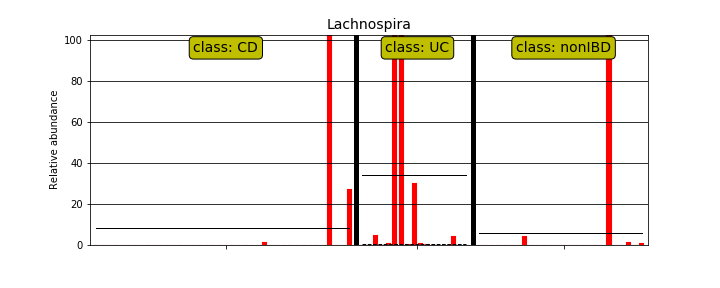 Lachnospira
class: CD
class: UC
class: nonIBD
Relative abundance
100
80
60
40
20
0